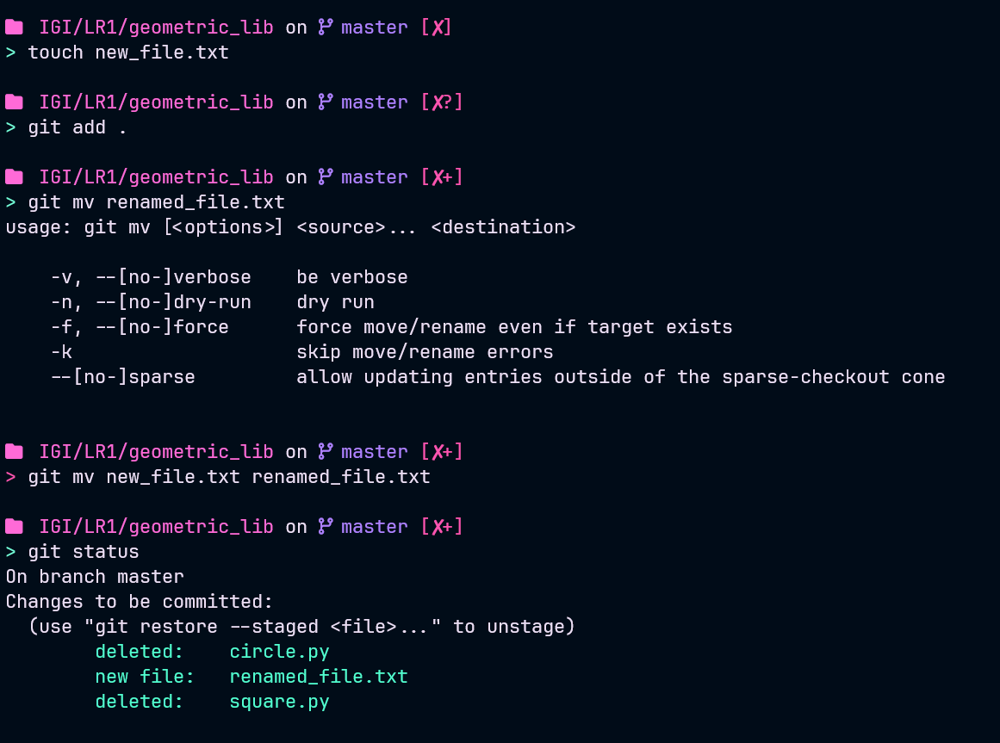 IGI/LR1/geometric_lib on master [✗]
> touch new_file.txt
IGI/LR1/geometric_lib on master [✗?]
> git add .
IGI/LR1/geometric_lib on master [✗+]
> git mv renamed_file.txt
usage: git mv [<options>] <source>... <destination>
-v, --[no-]verbose    be verbose
-n, --[no-]dry-run    dry run
-f, --[no-]force      force move/rename even if target exists
-k                    skip move/rename errors
--[no-]sparse         allow updating entries outside of the sparse-checkout cone
IGI/LR1/geometric_lib on master [✗+]
> git mv new_file.txt renamed_file.txt
IGI/LR1/geometric_lib on master [✗+]
> git status
On branch master
Changes to be committed:
(use "git restore --staged <file>..." to unstage)
deleted:    circle.py
new file:   renamed_file.txt
deleted:    square.py